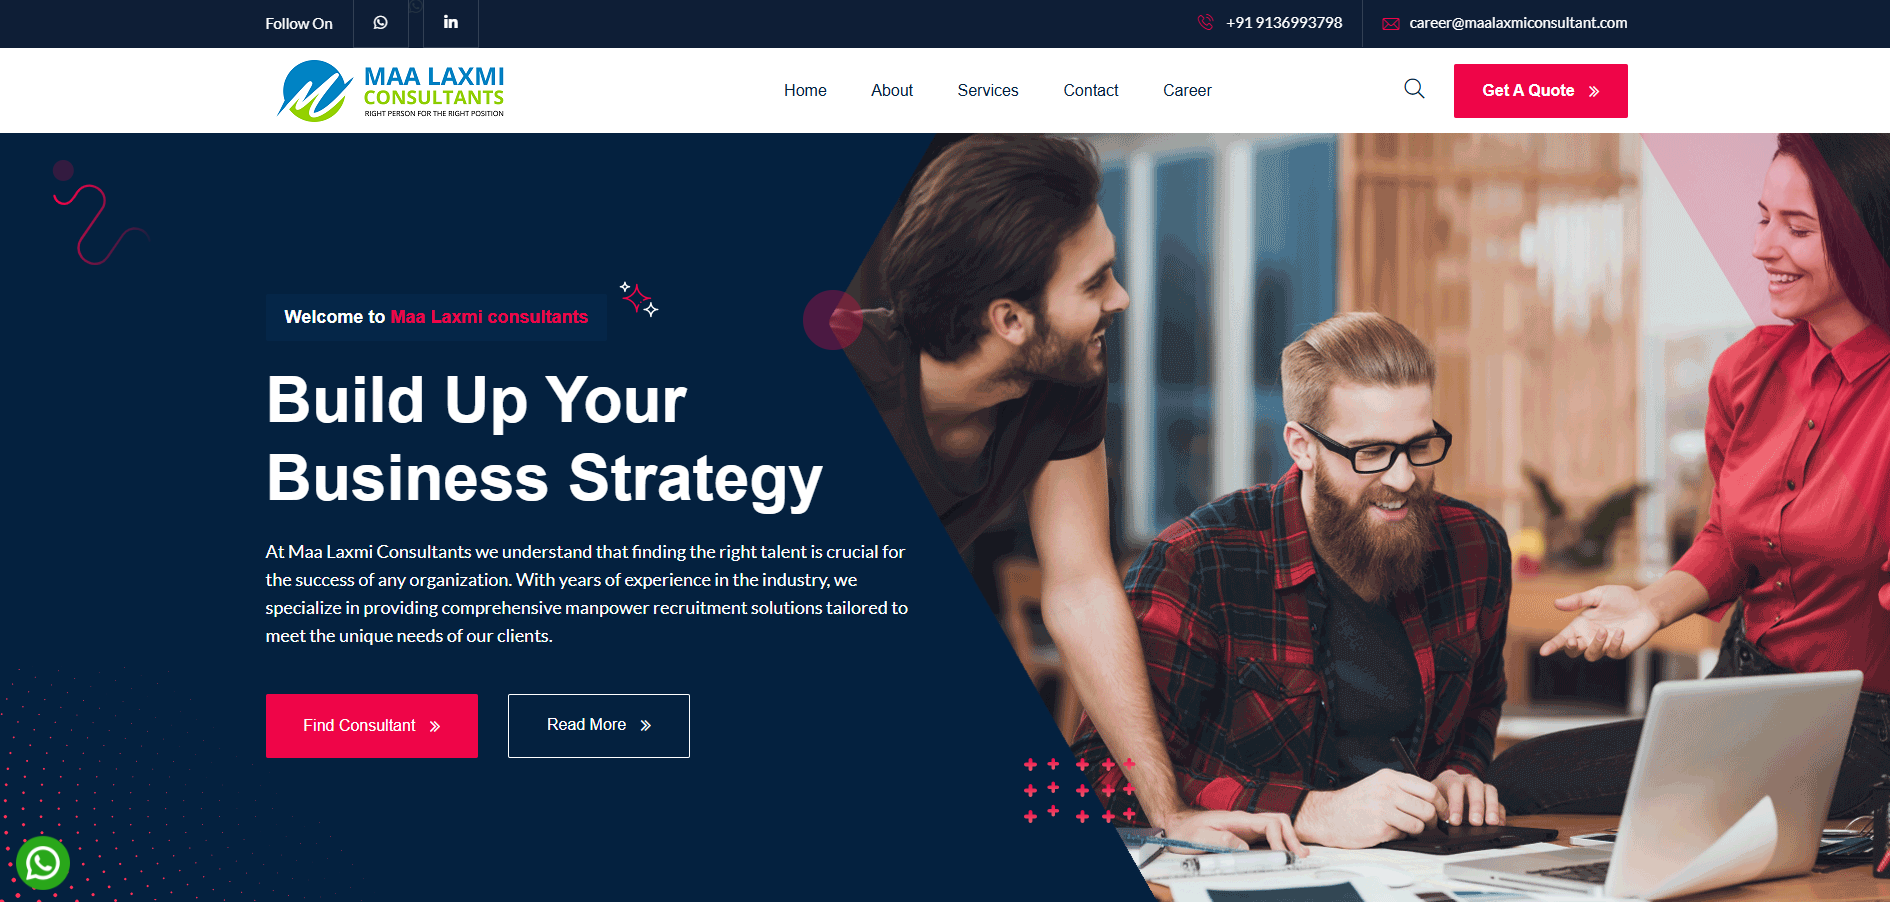 Follow On
+91 9136993798
career@maalaxmiconsultant.com
MAA LAXMI
CONSULTANTS
RIGHT PERSON FOR THE RIGHT POSITION
Home
About
Services
Contact
Career
Get A Quote
Welcome to Maa Laxmi consultants
Build Up Your
Business Strategy
At Maa Laxmi Consultants we understand that finding the right talent is crucial for
the success of any organization. With years of experience in the industry, we
specialize in providing comprehensive manpower recruitment solutions tailored to
meet the unique needs of our clients.
Find Consultant
Read More